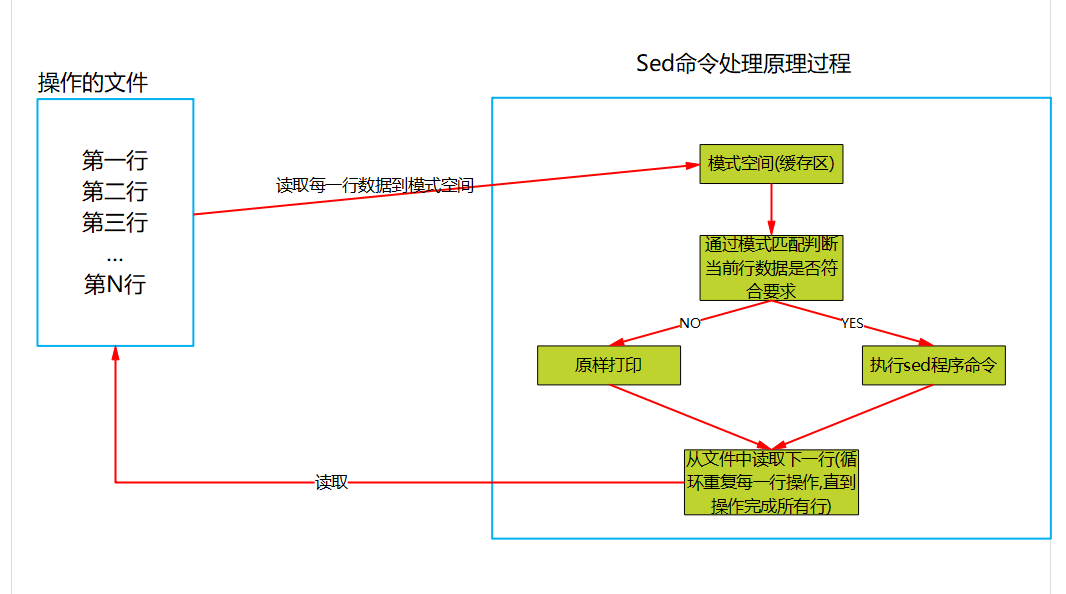 Sed命令处理原理过程
操作的文件
第一行
第二行
第三行
...
第N行
读取每一行数据到模式空间
模式空间(缓存区)
通过模式匹配判断
当前行数据是否符
合要求
NO
YES
原样打印
执行sed程序命令
从文件中读取下一行(循
环重复每一行操作,直到
操作完成所有行)
读取